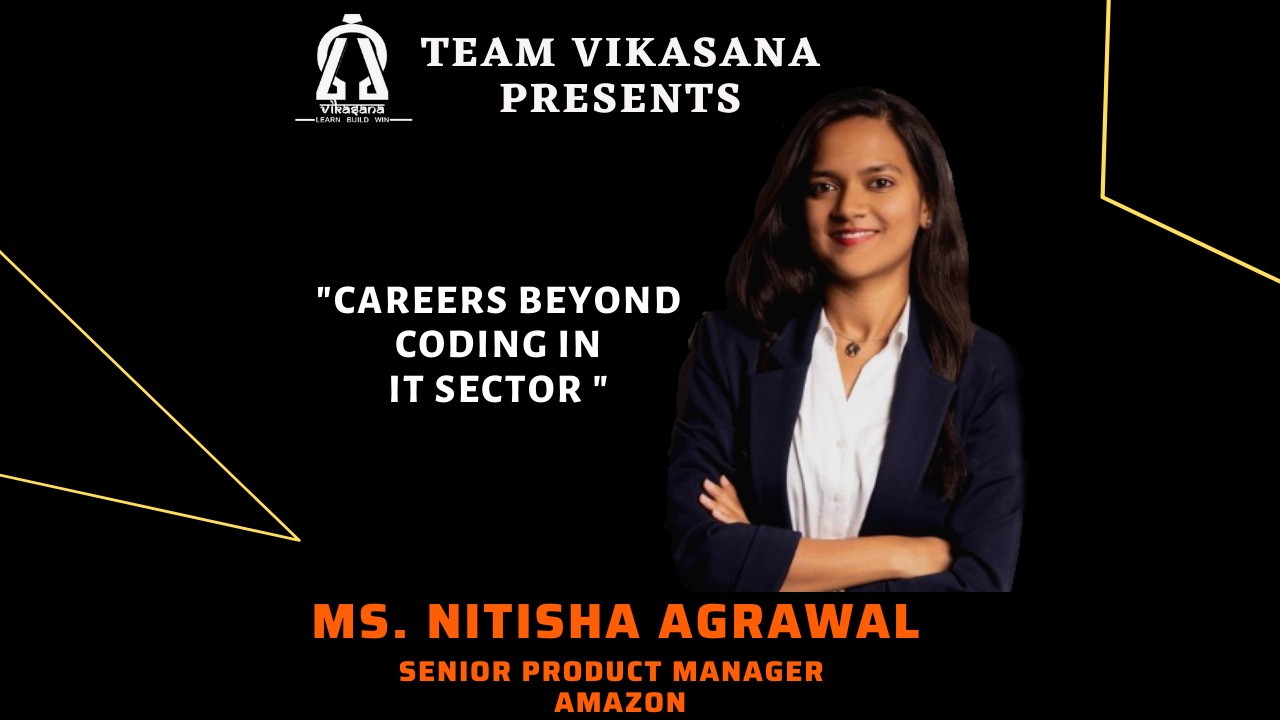 vikasana
LEARN BUILD WIN
TEAM VIKASANA
PRESENTS
"CAREERS BEYOND
CODING IN
IT SECTOR "
MS. NITISHA AGRAWAL
SENIOR PRODUCT MANAGER
AMAZON